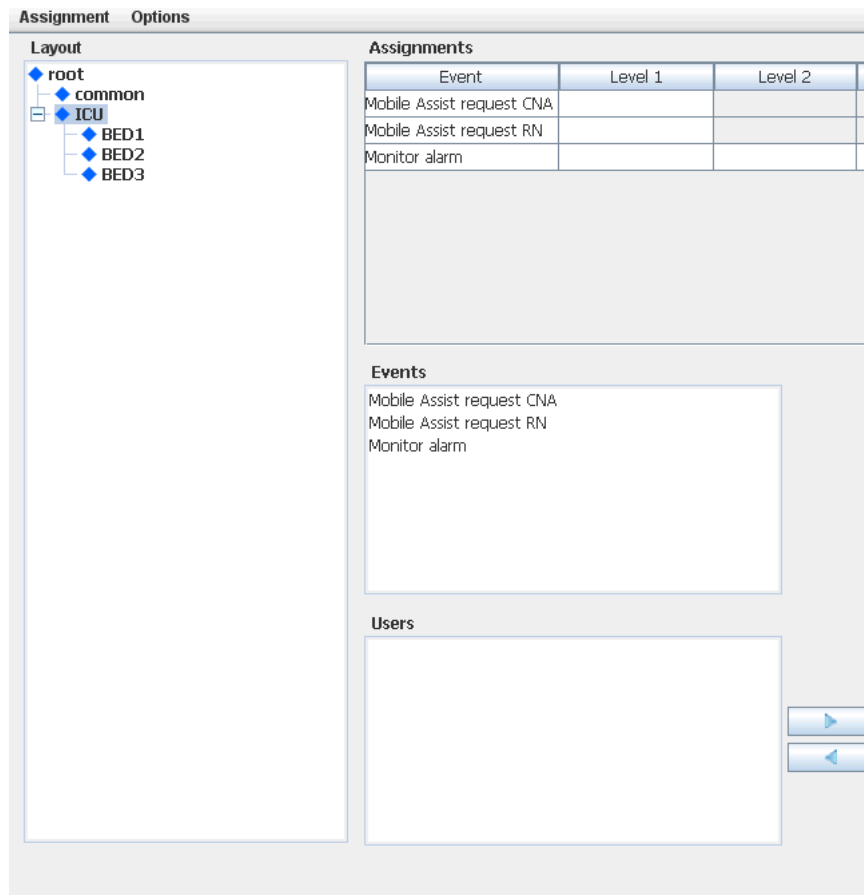 Assignment Options
Layout
root
common
ICU
BED1
BED2
BED3
Assignments
Event Level 1 Level 2
Mobile Assist request CNA
Mobile Assist request RN
Monitor alarm
Events
Mobile Assist request CNA
Mobile Assist request RN
Monitor alarm
Users